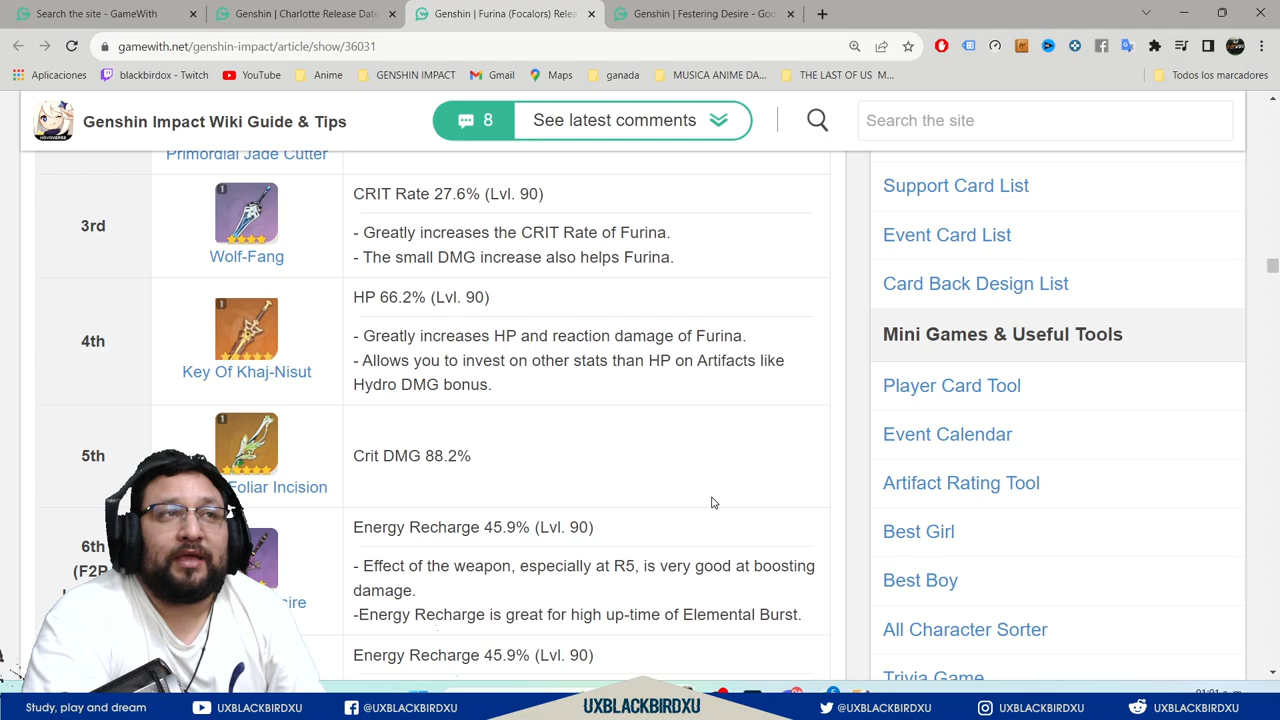 Search the site - GameWith
Genshin | Charlotte Release Date
Genshin | Furina (Focalors) Relea
Genshin | Festering Desire - Goo
gamewith.net/genshin-impact/article/show/36031
Aplicaciones
blackbirdox - Twitch
YouTube
Anime
GENSHIN IMPACT
Gmail
Maps
ganada
MUSICA ANIME DA...
THE LAST OF US M...
Todos los marcadores
Genshin Impact Wiki Guide & Tips
8
See latest comments
Search the site
Primordial Jade Cutter
3rd
Wolf-Fang
CRIT Rate 27.6% (Lvl. 90)
- Greatly increases the CRIT Rate of Furina.
- The small DMG increase also helps Furina.
4th
Key Of Khaj-Nisut
HP 66.2% (Lvl. 90)
- Greatly increases HP and reaction damage of Furina.
- Allows you to invest on other stats than HP on Artifacts like
Hydro DMG bonus.
5th
Foliar Incision
Crit DMG 88.2%
6th
(F2P
ire
Energy Recharge 45.9% (Lvl. 90)
- Effect of the weapon, especially at R5, is very good at boosting
damage.
-Energy Recharge is great for high up-time of Elemental Burst.
Energy Recharge 45.9% (Lvl. 90)
Support Card List
Event Card List
Card Back Design List
Mini Games & Useful Tools
Player Card Tool
Event Calendar
Artifact Rating Tool
Best Girl
Best Boy
All Character Sorter
Trivia Game
Study, play and dream
UXBLACKBIRDXU
@UXBLACKBIRDXU
UXBLACKBIRDXU
@UXBLACKBIRDXU
UXBLACKBIRDXU
UXBLACKBIRDXU